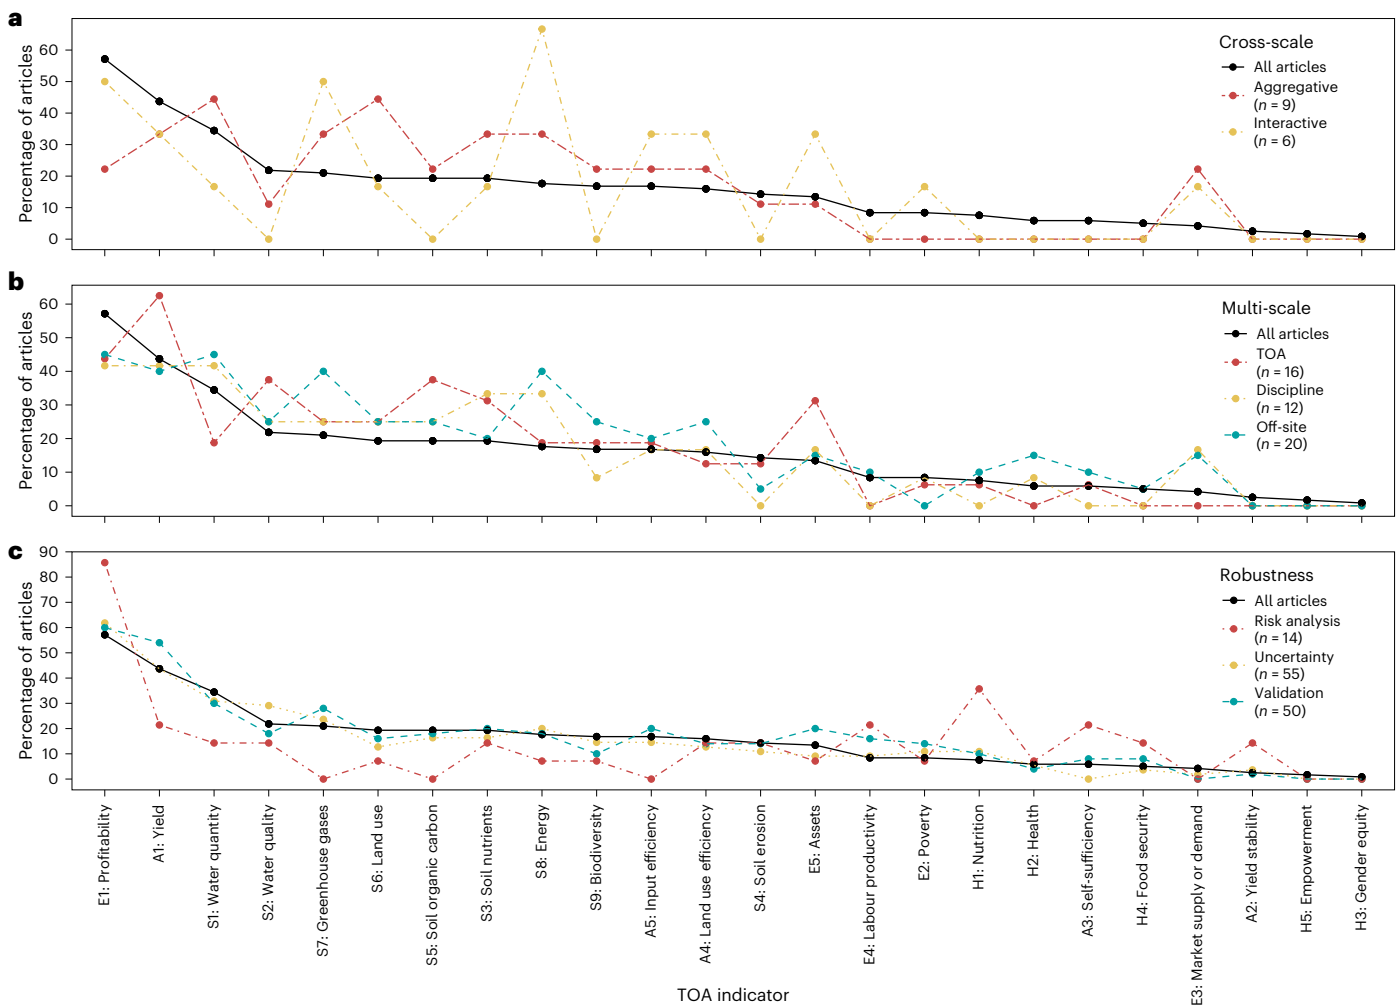 a
Percentage of articles
60
50
40
30
20
10
0
Cross-scale
All articles
Aggregative
(n = 9)
Interactive
(n = 6)
b
Percentage of articles
60
50
40
30
20
10
0
Multi-scale
All articles
TOA
(n = 16)
Discipline
(n = 12)
Off-site
(n = 20)
c
Percentage of articles
90
80
70
60
50
40
30
20
10
0
Robustness
All articles
Risk analysis
(n = 14)
Uncertainty
(n = 55)
Validation
(n = 50)
E1: Profitability
A1: Yield
S1: Water quantity
S2: Water quality
S7: Greenhouse gases
S6: Land use
S5: Soil organic carbon
S3: Soil nutrients
S8: Energy
S9: Biodiversity
A5: Input efficiency
A4: Land use efficiency
S4: Soil erosion
E5: Assets
E4: Labour productivity
E2: Poverty
H1: Nutrition
H2: Health
A3: Self-sufficiency
H4: Food security
E3: Market supply or demand
A2: Yield stability
H5: Empowerment
H3: Gender equity
TOA indicator